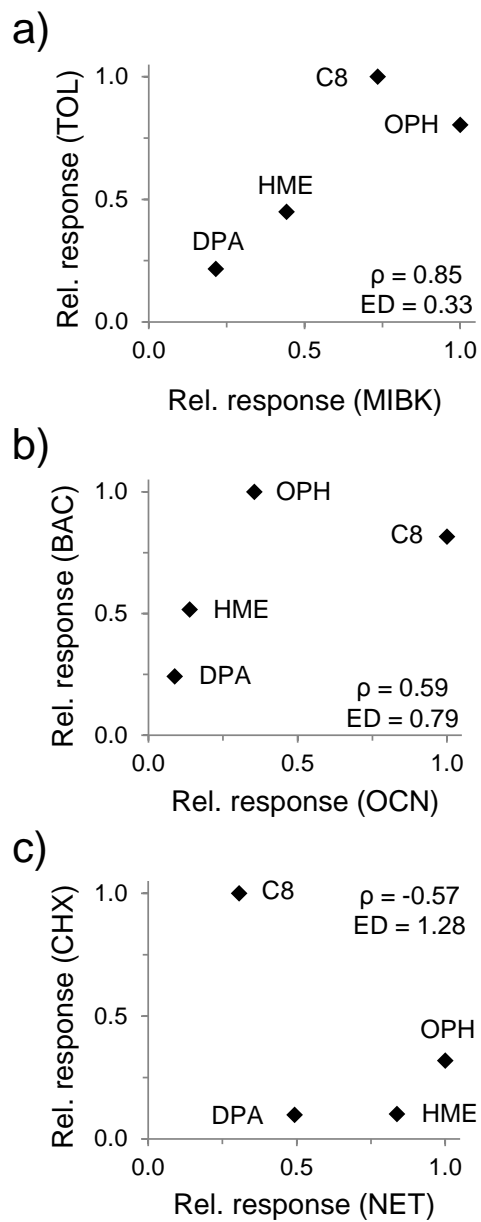 a)
Rel. response (TOL)
1.0
0.5
0.0
C8
OPH
HME
DPA
ρ = 0.85
ED = 0.33
0.0 0.5 1.0
Rel. response (MIBK)
b)
Rel. response (BAC)
1.0
0.5
0.0
OPH
C8
HME
DPA
ρ = 0.59
ED = 0.79
0.0 0.5 1.0
Rel. response (OCN)
c)
Rel. response (CHX)
1.0
0.5
0.0
C8
ρ = -0.57
ED = 1.28
OPH
DPA
HME
0.0 0.5 1.0
Rel. response (NET)